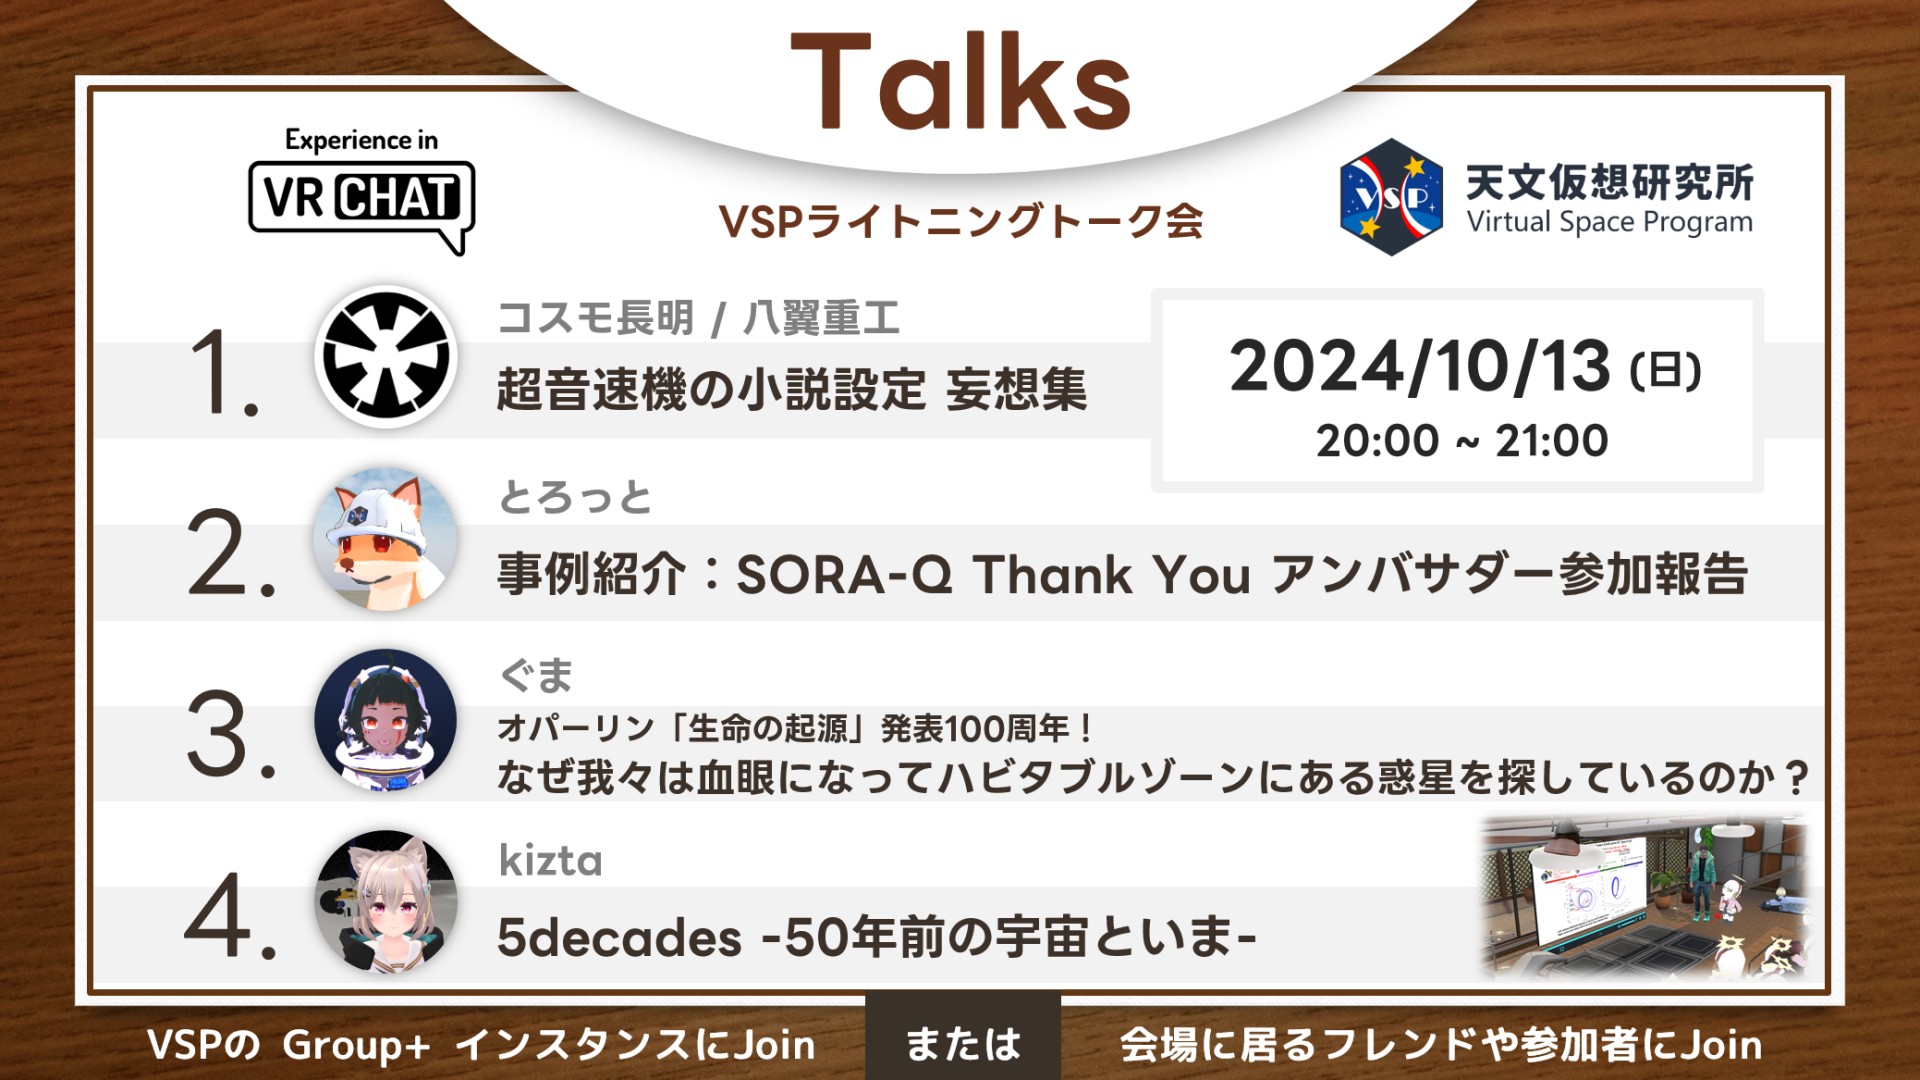 Talks
Experience in
VR CHAT
VSPライトニングトーク会
VSP
天文仮想研究所
Virtual Space Program
2024/10/13 (日)
20:00 ~ 21:00
1.
コスモ長明 / 八翼重工
超音速機の小説設定 妄想集
2.
とろっと
事例紹介：SORA-Q Thank You アンバサダー参加報告
3.
ぐま
オパーリン「生命の起源」発表100周年！
なぜ我々は血眼になってハビタブルゾーンにある惑星を探しているのか？
4.
kizta
5decades -50年前の宇宙といま-
VSPの Group+ インスタンスにJoin
または
会場に居るフレンドや参加者にJoin